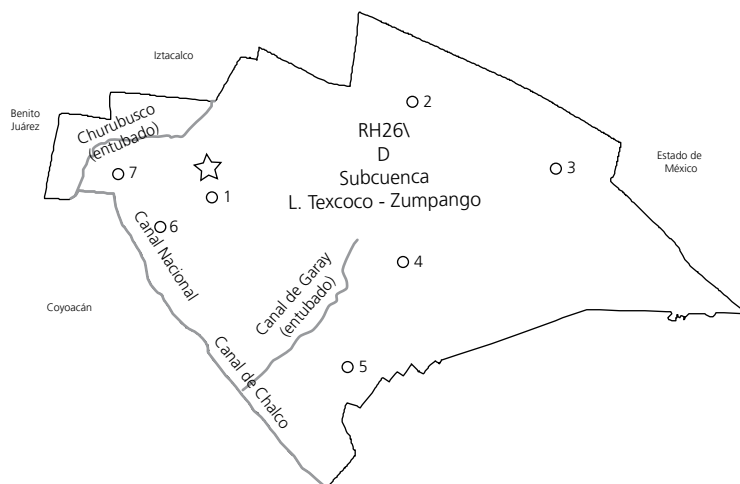 Iztacalco
Benito
Juárez
Churubusco
(entubado)
2
RH26\
D
Subcuenca
L. Texcoco - Zumpango
Estado de
México
3
7
1
6
Canal Nacional
4
Canal de Garay
(entubado)
Coyoacán
Canal de Chalco
5